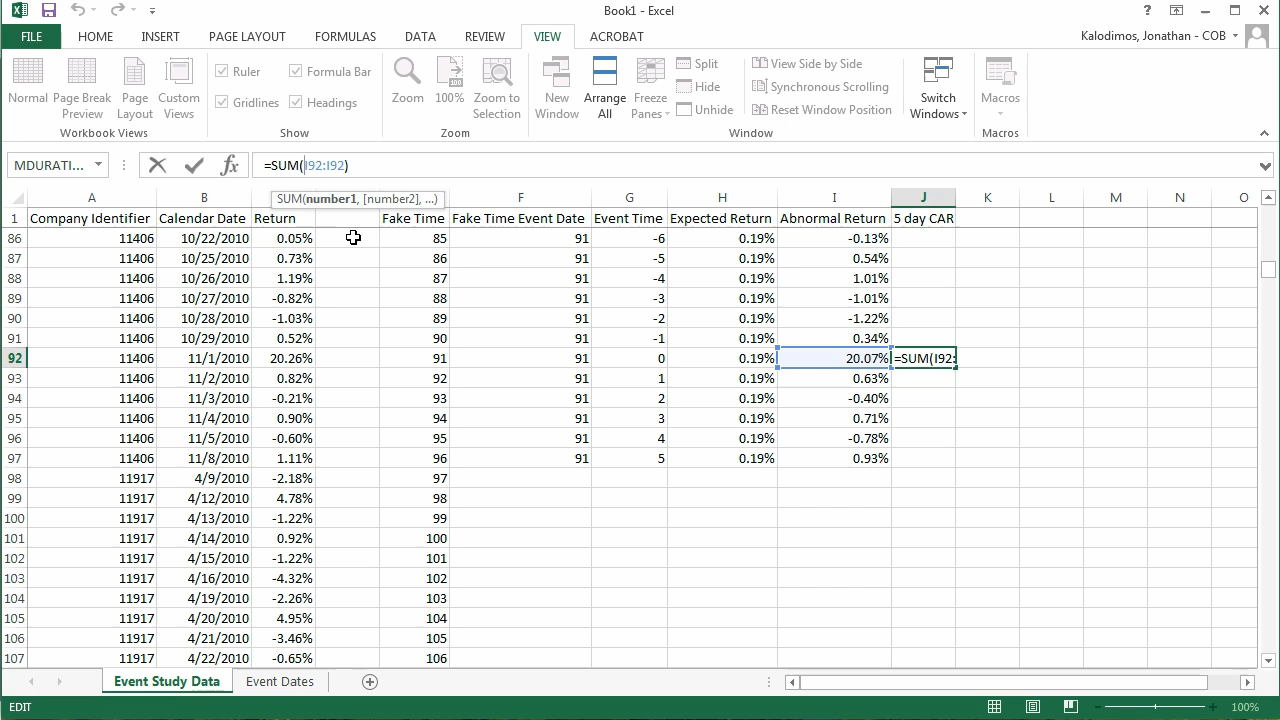 Book1 - Excel
FILE HOME INSERT PAGE LAYOUT FORMULAS DATA REVIEW VIEW ACROBAT Kalodimos, Jonathan - COB
Normal Page Break Preview Page Layout Custom Views
Ruler Formula Bar
Gridlines Headings
Zoom 100% Zoom to Selection
New Window Arrange All Freeze Panes
Split
Hide
Unhide
View Side by Side
Synchronous Scrolling
Reset Window Position
Switch Windows
Macros
Workbook Views Show Zoom Window Macros
MDURATI... fx =SUM(I92:I92)
SUM(number1, [number2], ...)
A B C D E F G H I J K L M N O
1 Company Identifier Calendar Date Return Fake Time Fake Time Event Date Event Time Expected Return Abnormal Return 5 day CAR
86 11406 10/22/2010 0.05% 85 91 -6 0.19% -0.13%
87 11406 10/25/2010 0.73% 86 91 -5 0.19% 0.54%
88 11406 10/26/2010 1.19% 87 91 -4 0.19% 1.01%
89 11406 10/27/2010 -0.82% 88 91 -3 0.19% -1.01%
90 11406 10/28/2010 -1.03% 89 91 -2 0.19% -1.22%
91 11406 10/29/2010 0.52% 90 91 -1 0.19% 0.34%
92 11406 11/1/2010 20.26% 91 91 0 0.19% 20.07% =SUM(I92:
93 11406 11/2/2010 0.82% 92 91 1 0.19% 0.63%
94 11406 11/3/2010 -0.21% 93 91 2 0.19% -0.40%
95 11406 11/4/2010 0.90% 94 91 3 0.19% 0.71%
96 11406 11/5/2010 -0.60% 95 91 4 0.19% -0.78%
97 11406 11/8/2010 1.11% 96 91 5 0.19% 0.93%
98 11917 4/9/2010 -2.18% 97
99 11917 4/12/2010 4.78% 98
100 11917 4/13/2010 -1.22% 99
101 11917 4/14/2010 0.92% 100
102 11917 4/15/2010 -1.22% 101
103 11917 4/16/2010 -4.32% 102
104 11917 4/19/2010 -2.26% 103
105 11917 4/20/2010 4.95% 104
106 11917 4/21/2010 -3.46% 105
107 11917 4/22/2010 -0.65% 106
Event Study Data Event Dates
EDIT 100%